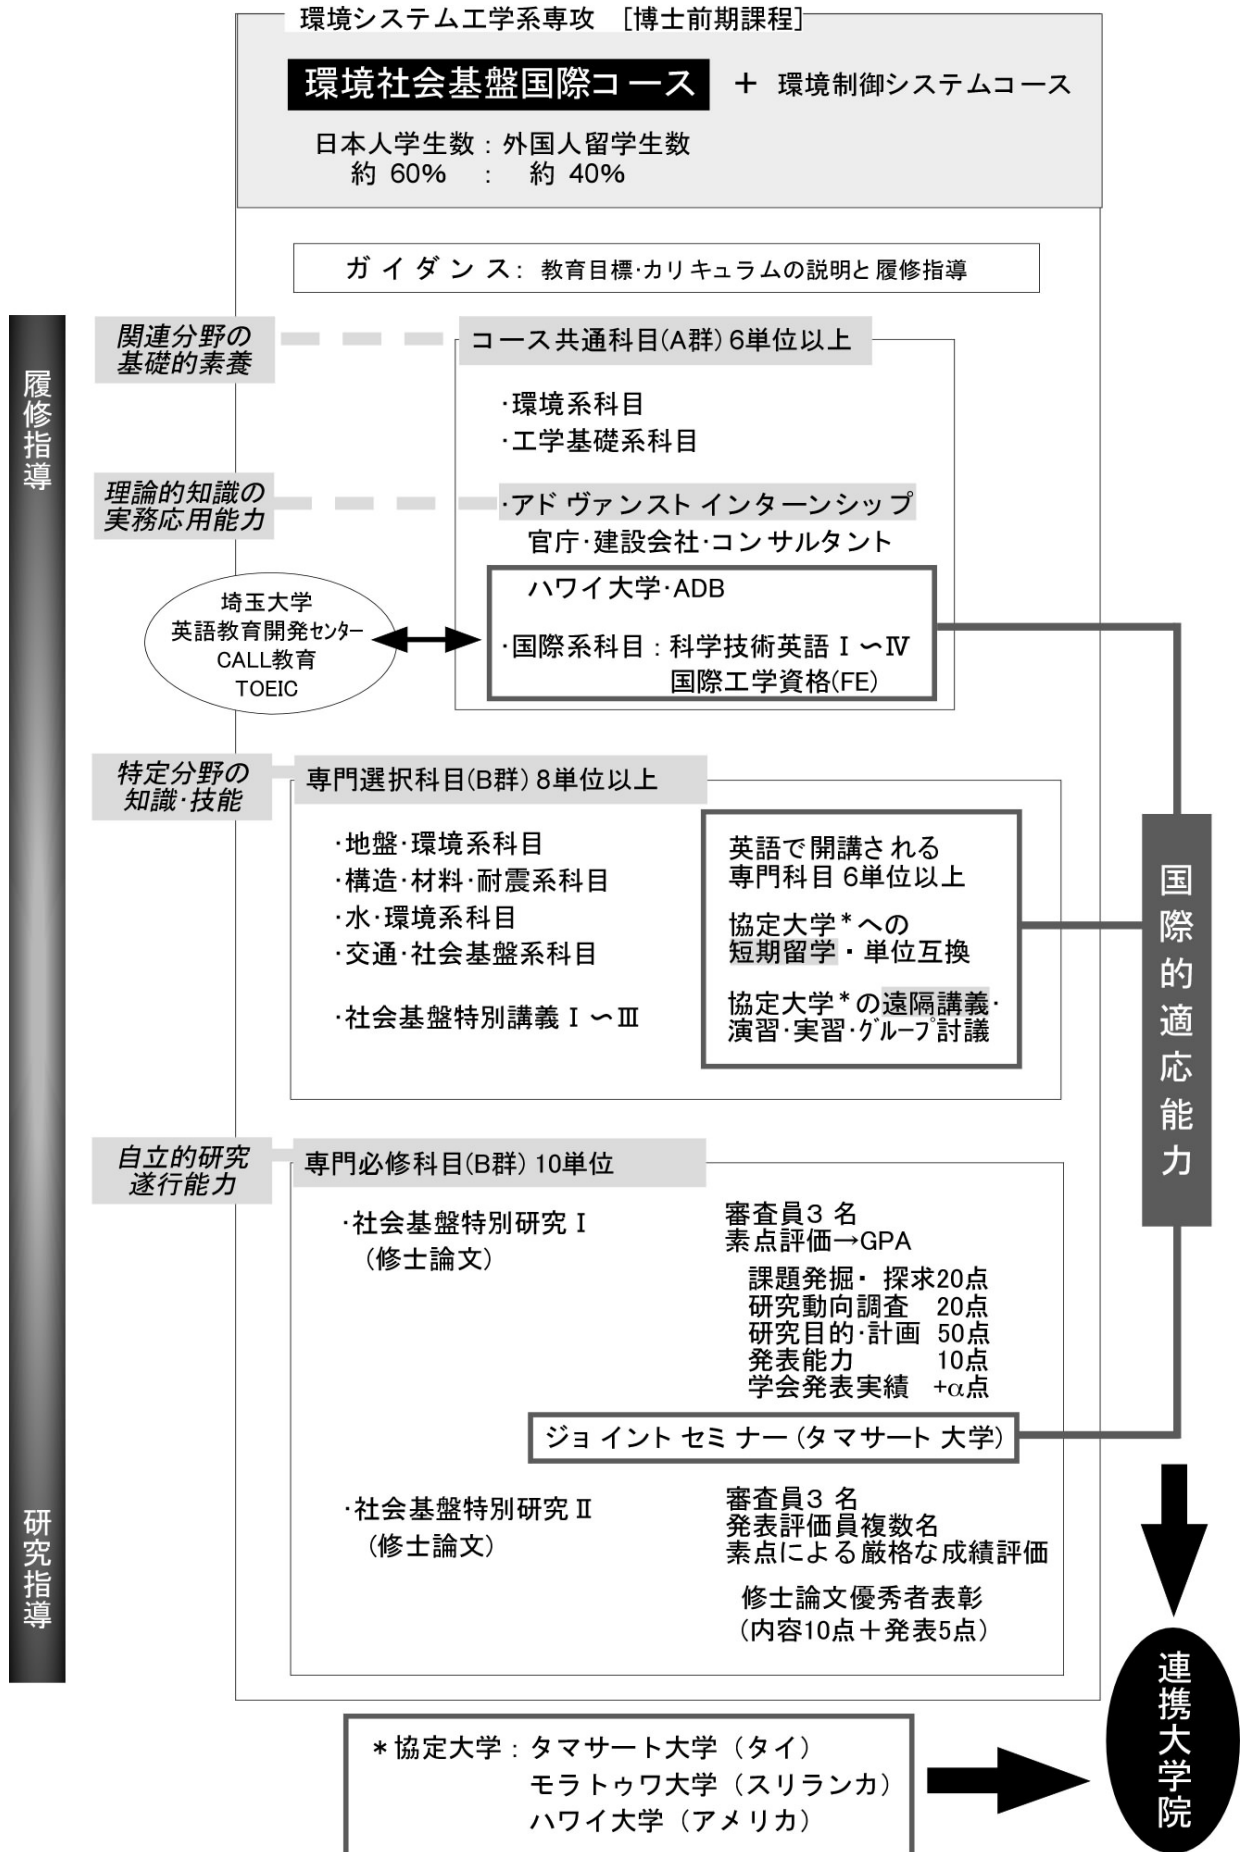 環境システム工学系専攻 [博士前期課程]
環境社会基盤国際コース + 環境制御システムコース
日本人学生数:外国人留学生数
約 60% : 約 40%
ガイダンス: 教育目標・カリキュラムの説明と履修指導
履修指導
関連分野の
基礎的素養
コース共通科目(A群) 6単位以上
・環境系科目
・工学基礎系科目
理論的知識の
実務応用能力
・アドヴァンストインターンシップ
官庁・建設会社・コンサルタント
ハワイ大学・ADB
・国際系科目:科学技術英語Ⅰ〜Ⅳ
国際工学資格(FE)
埼玉大学
英語教育開発センター
CALL教育
TOEIC
特定分野の
知識・技能
専門選択科目(B群) 8単位以上
・地盤・環境系科目
・構造・材料・耐震系科目
・水・環境系科目
・交通・社会基盤系科目
・社会基盤特別講義Ⅰ〜Ⅲ
英語で開講される
専門科目 6単位以上
協定大学*への
短期留学・単位互換
協定大学*の遠隔講義・
演習・実習・グループ討議
国際的適応能力
自立的研究
遂行能力
専門必修科目(B群) 10単位
・社会基盤特別研究Ⅰ
(修士論文)
審査員3 名
素点評価→GPA
課題発掘・ 探求20点
研究動向調査 20点
研究目的・計画 50点
発表能力 10点
学会発表実績 +α点
ジョイントセミナー(タマサート大学)
・社会基盤特別研究Ⅱ
(修士論文)
審査員3 名
発表評価員複数名
素点による厳格な成績評価
修士論文優秀者表彰
(内容10点+発表5点)
研究指導
連携大学院
*協定大学:タマサート大学(タイ)
モラトゥワ大学(スリランカ)
ハワイ大学(アメリカ)